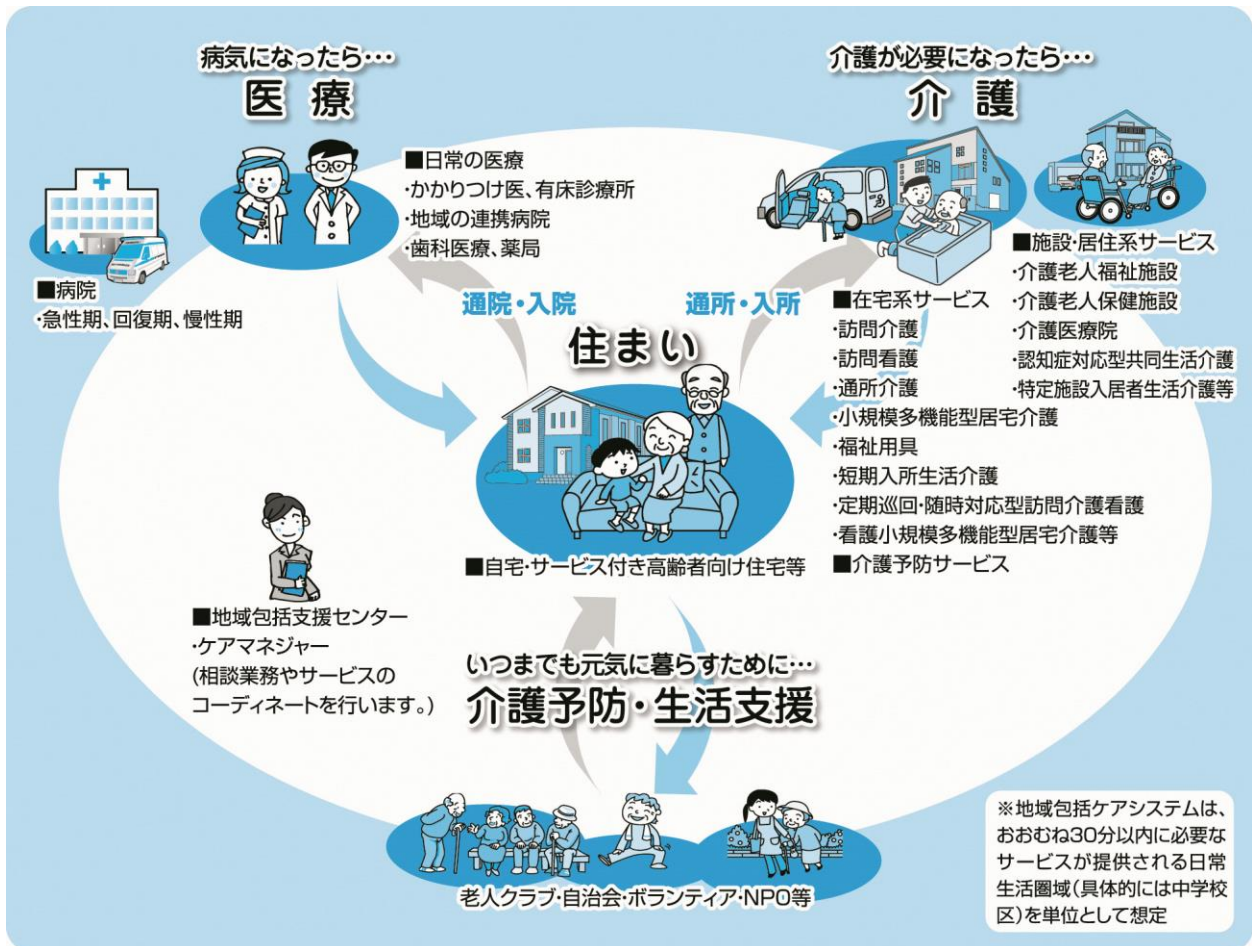 病気になったら…
医療
■日常の医療
・かかりつけ医、有床診療所
・地域の連携病院
・歯科医療、薬局
■病院
・急性期、回復期、慢性期
通院・入院
介護が必要になったら…
介護
■施設・居住系サービス
・介護老人福祉施設
・介護老人保健施設
・介護医療院
・認知症対応型共同生活介護
・特定施設入居者生活介護等
■在宅系サービス
・訪問介護
・訪問看護
・通所介護
・小規模多機能型居宅介護
・福祉用具
・短期入所生活介護
・定期巡回・随時対応型訪問介護看護
・看護小規模多機能型居宅介護等
■介護予防サービス
通所・入所
住まい
■自宅・サービス付き高齢者向け住宅等
■地域包括支援センター
・ケアマネジャー
(相談業務やサービスの
コーディネートを行います。)
いつまでも元気に暮らすために…
介護予防・生活支援
老人クラブ・自治会・ボランティア・NPO等
※地域包括ケアシステムは、
おおむね30分以内に必要な
サービスが提供される日常
生活圏域(具体的には中学校
区)を単位として想定